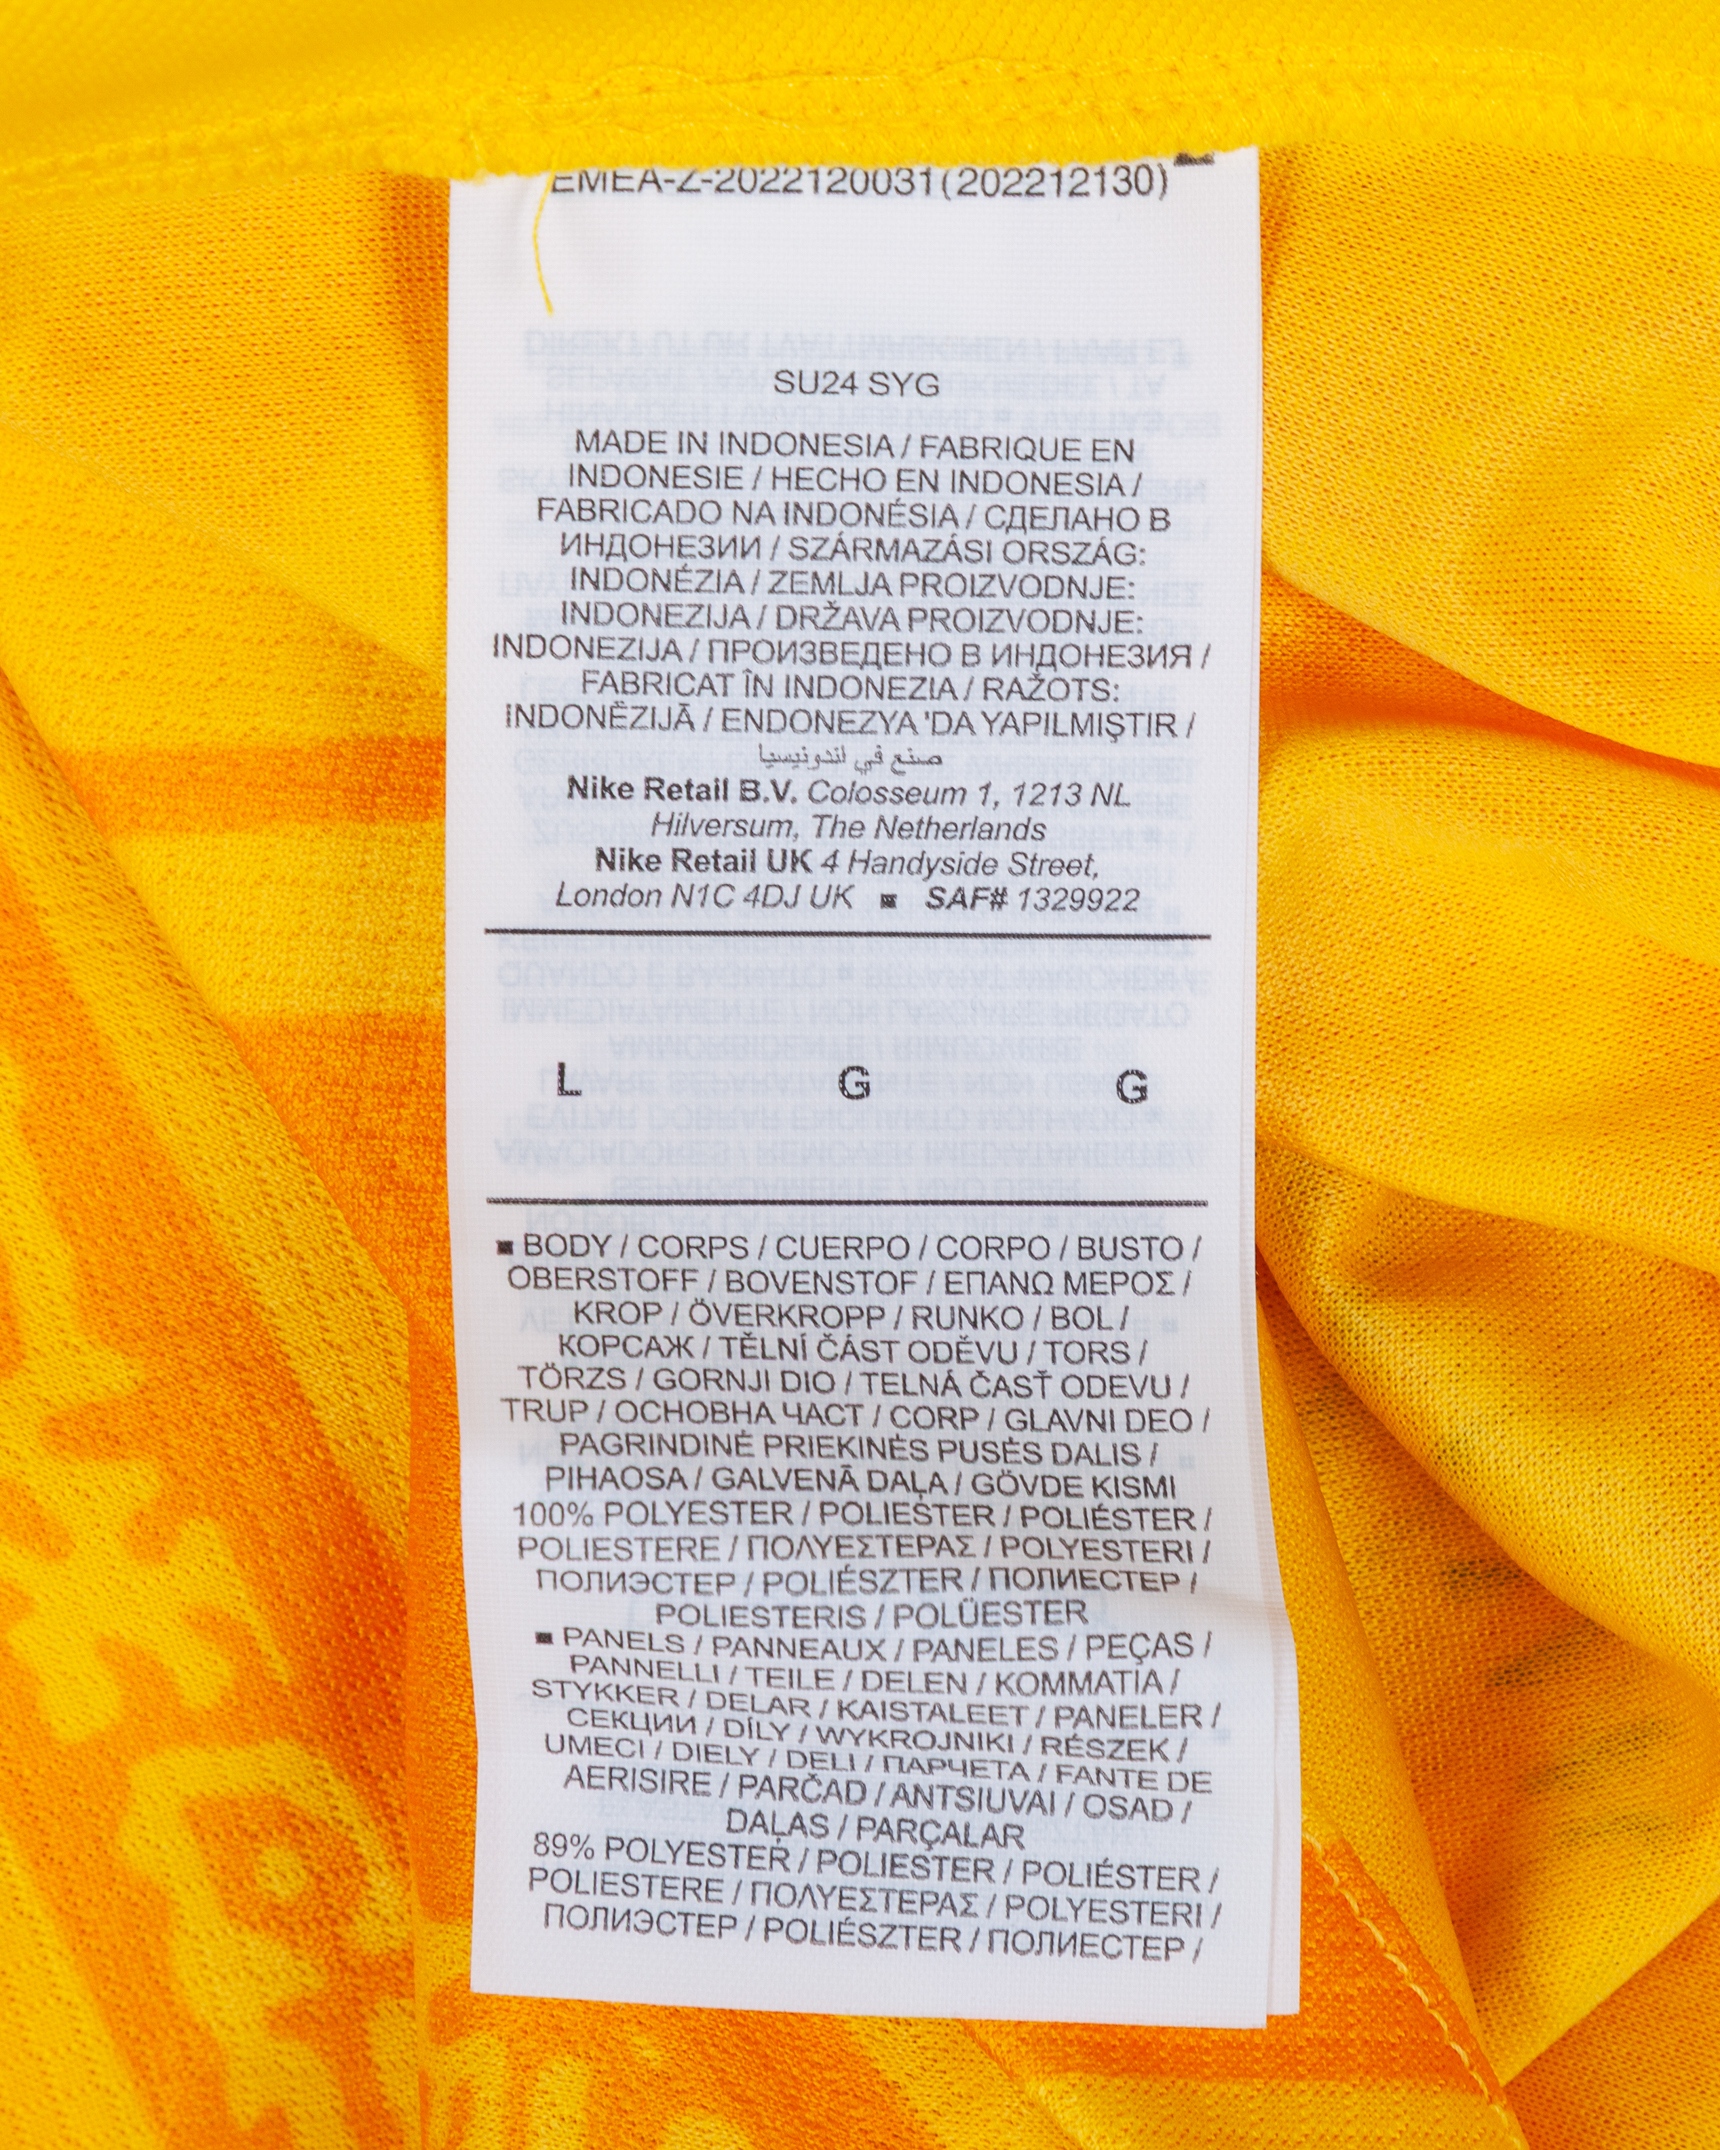 EMEA-Z-2022120031(202212130)
SU24 SYG
MADE IN INDONESIA / FABRIQUE EN
INDONESIE / HECHO EN INDONESIA /
FABRICADO NA INDONÉSIA / СДЕЛАНО В
ИНДОНЕЗИИ / SZÁRMAZÁSI ORSZÁG:
INDONÉZIA / ZEMLJA PROIZVODNJE:
INDONEZIJA / DRŽAVA PROIZVODNJE:
INDONEZIJA / ПРОИЗВЕДЕНО В ИНДОНЕЗИЯ /
FABRICAT ÎN INDONEZIA / RAŽOTS:
INDONĒZIJĀ / ENDONEZYA 'DA YAPILMIŞTIR /
صنع في اندونيسيا
Nike Retail B.V. Colosseum 1, 1213 NL
Hilversum, The Netherlands
Nike Retail UK 4 Handyside Street,
London N1C 4DJ UK ■ SAF# 1329922
L G G
■ BODY / CORPS / CUERPO / CORPO / BUSTO /
OBERSTOFF / BOVENSTOF / ΕΠΑΝΩ ΜΕΡΟΣ /
KROP / ÖVERKROPP / RUNKO / BOL /
КОРСАЖ / TĚLNÍ ČÁST ODĚVU / TORS /
TÖRZS / GORNJI DIO / TELNÁ ČASŤ ODEVU /
TRUP / ОСНОВНА ЧАСТ / CORP / GLAVNI DEO /
PAGRINDINĖ PRIEKINĖS PUSĖS DALIS /
PIHAOSA / GALVENĀ DAĻA / GÖVDE KISMI
100% POLYESTER / POLIESTER / POLIÉSTER /
POLIESTERE / ΠΟΛΥΕΣΤΕΡΑΣ / POLYESTERI /
ПОЛИЭСТЕР / POLIÉSZTER / ПОЛИЕСТЕР /
POLIESTERIS / POLÜESTER
■ PANELS / PANNEAUX / PANELES / PEÇAS /
PANNELLI / TEILE / DELEN / ΚΟΜΜΑΤΙΑ /
STYKKER / DELAR / KAISTALEET / PANELER /
СЕКЦИИ / DÍLY / WYKROJNIKI / RÉSZEK /
UMECI / DIELY / DELI / ПАРЧЕТА / FANTE DE
AERISIRE / PARČAD / ANTSIUVAI / OSAD /
DAĻAS / PARÇALAR
89% POLYESTER / POLIESTER / POLIÉSTER /
POLIESTERE / ΠΟΛΥΕΣΤΕΡΑΣ / POLYESTERI /
ПОЛИЭСТЕР / POLIÉSZTER / ПОЛИЕСТЕР /